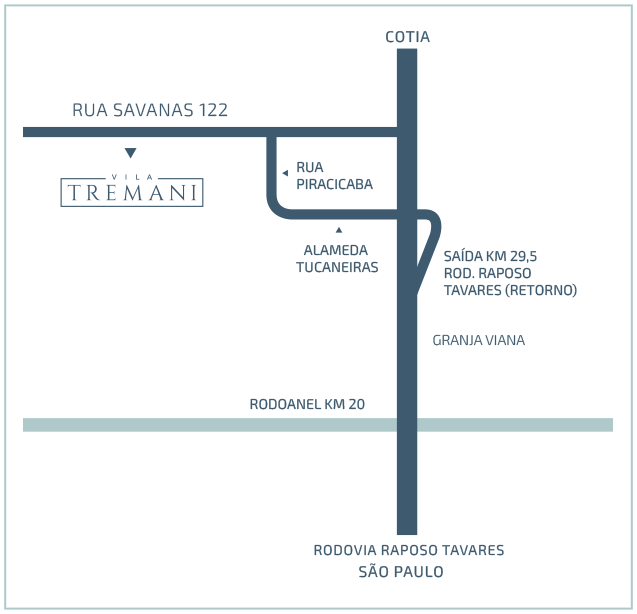 COTIA
RUA SAVANAS 122
VILA
TREMANI
RUA
PIRACICABA
ALAMEDA
TUCANEIRAS
SAÍDA KM 29,5
ROD. RAPOSO
TAVARES (RETORNO)
GRANJA VIANA
RODOANEL KM 20
RODOVIA RAPOSO TAVARES
SÃO PAULO